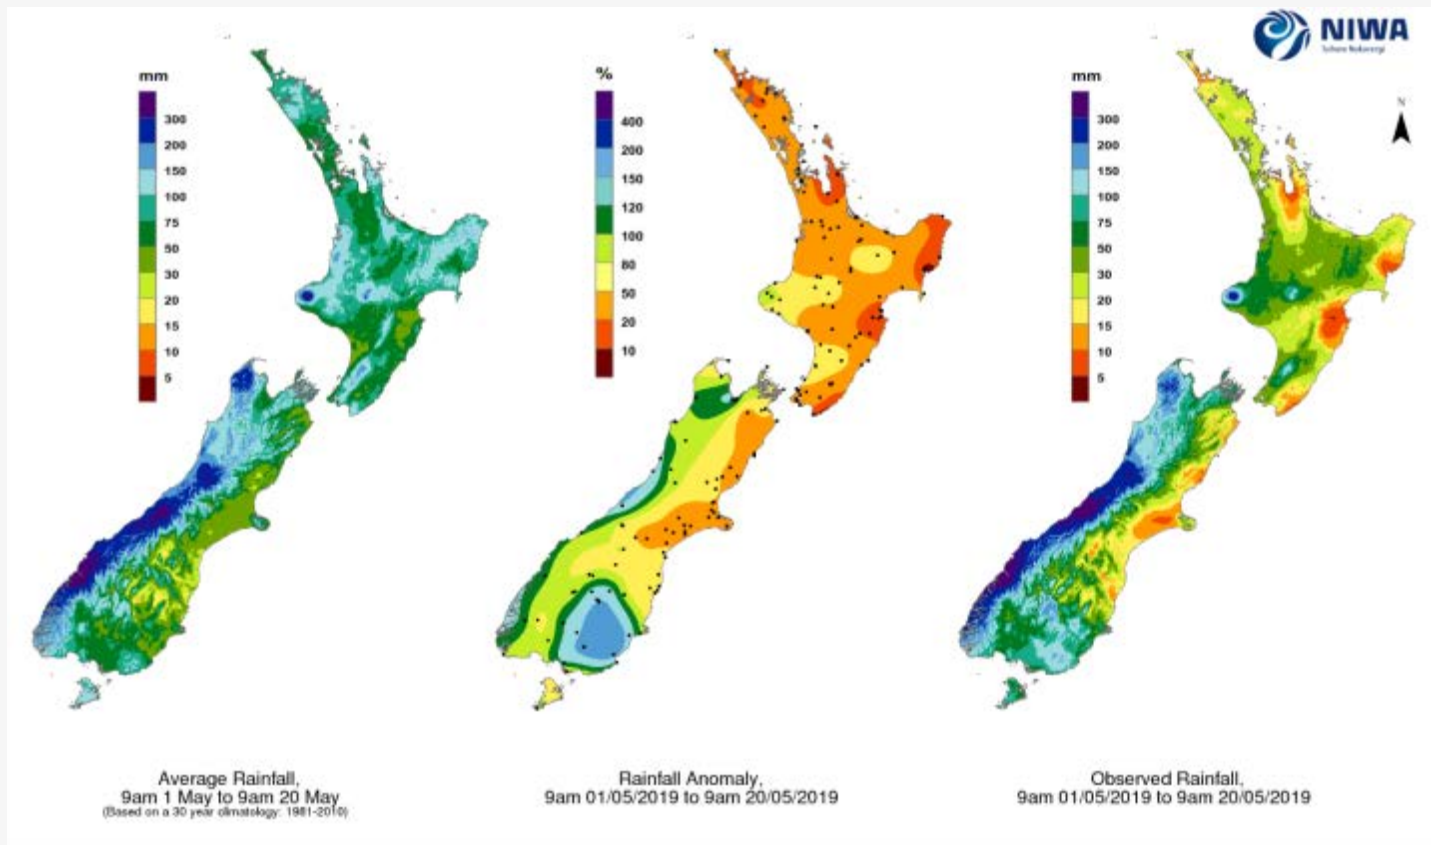 NIWA
Taihoro Nukurangi
mm
300
200
150
100
75
50
30
20
15
10
5
Average Rainfall,
9am 1 May to 9am 20 May
(Based on a 30 year climatology: 1981-2010)
%
400
200
150
120
100
80
50
20
10
Rainfall Anomaly,
9am 01/05/2019 to 9am 20/05/2019
mm
300
200
150
100
75
50
30
20
15
10
5
N
Observed Rainfall,
9am 01/05/2019 to 9am 20/05/2019